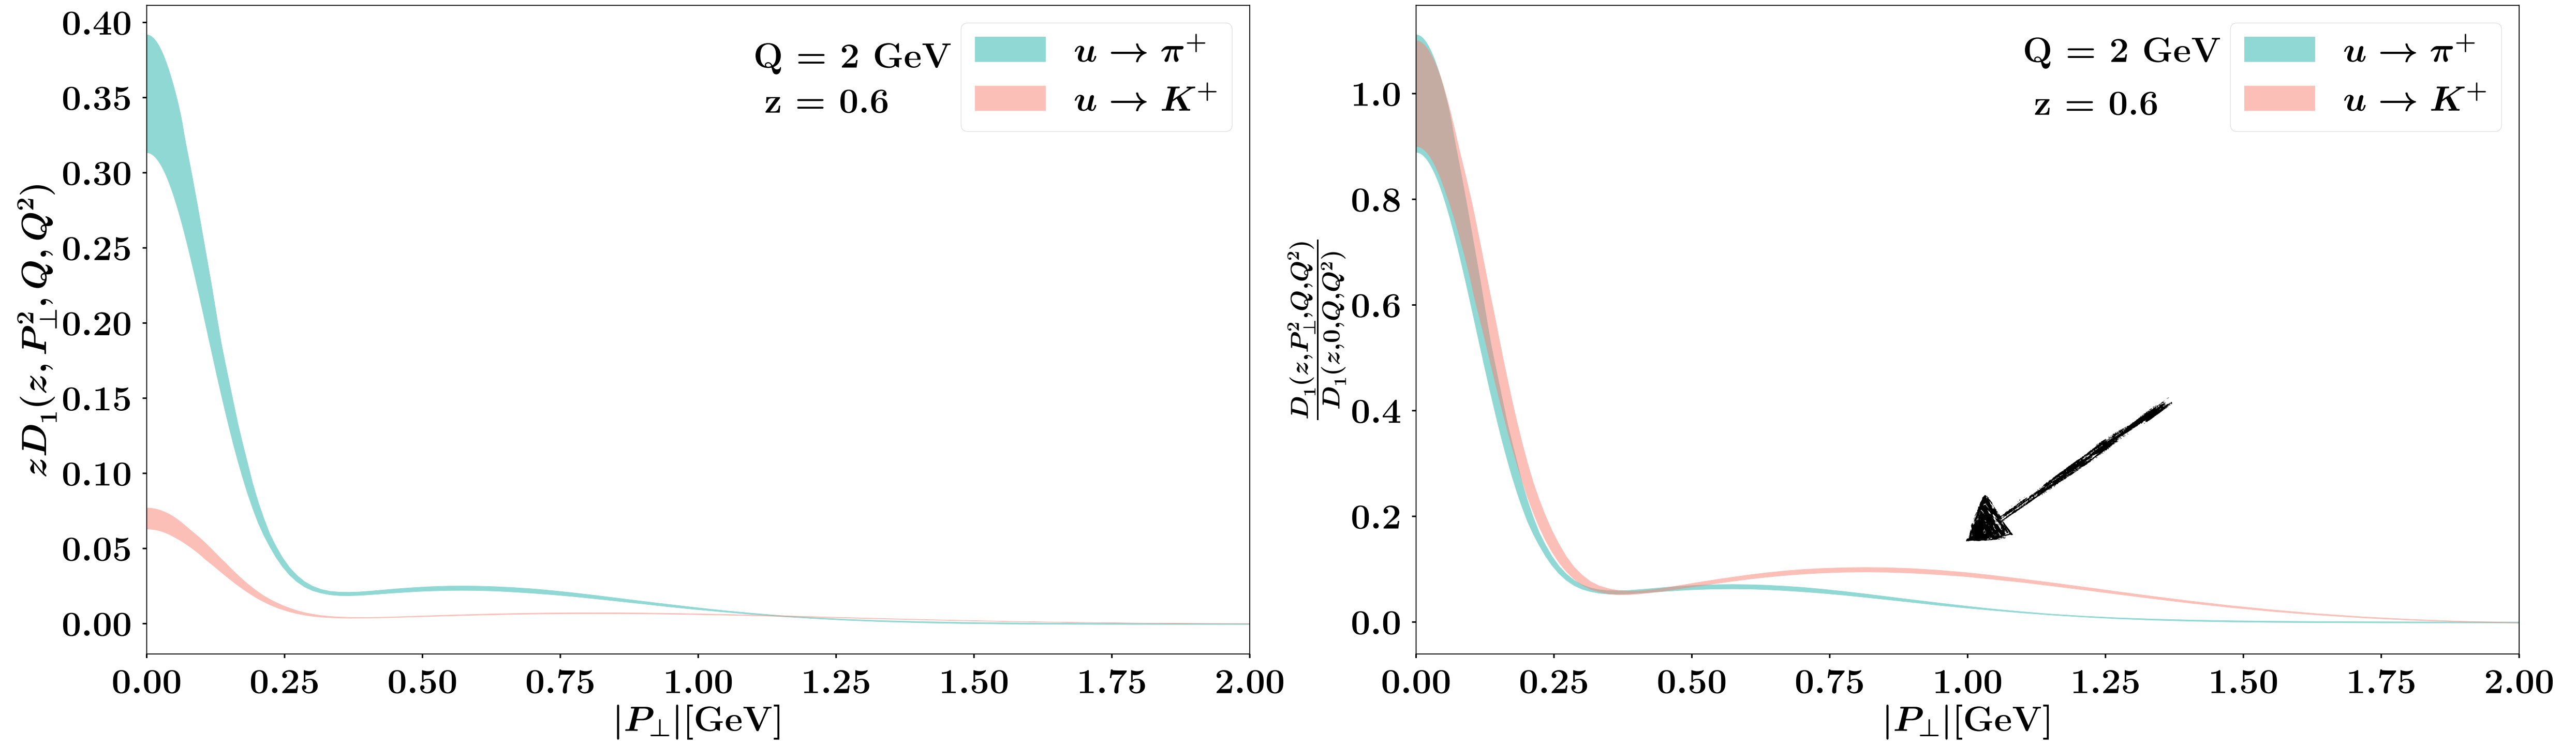 0.40
0.35
0.30
0.25
0.20
0.15
0.10
0.05
0.00
zD₁(z, P²⊥, Q, Q²)
Q = 2 GeV
z = 0.6
u → π⁺
u → K⁺
0.00 0.25 0.50 0.75 1.00 1.25 1.50 1.75 2.00
|P⊥|[GeV]
1.0
0.8
0.6
0.4
0.2
0.0
D₁(z,P²⊥,Q,Q²)
D₁(z,0,Q,Q²)
Q = 2 GeV
z = 0.6
u → π⁺
u → K⁺
0.00 0.25 0.50 0.75 1.00 1.25 1.50 1.75 2.00
|P⊥|[GeV]